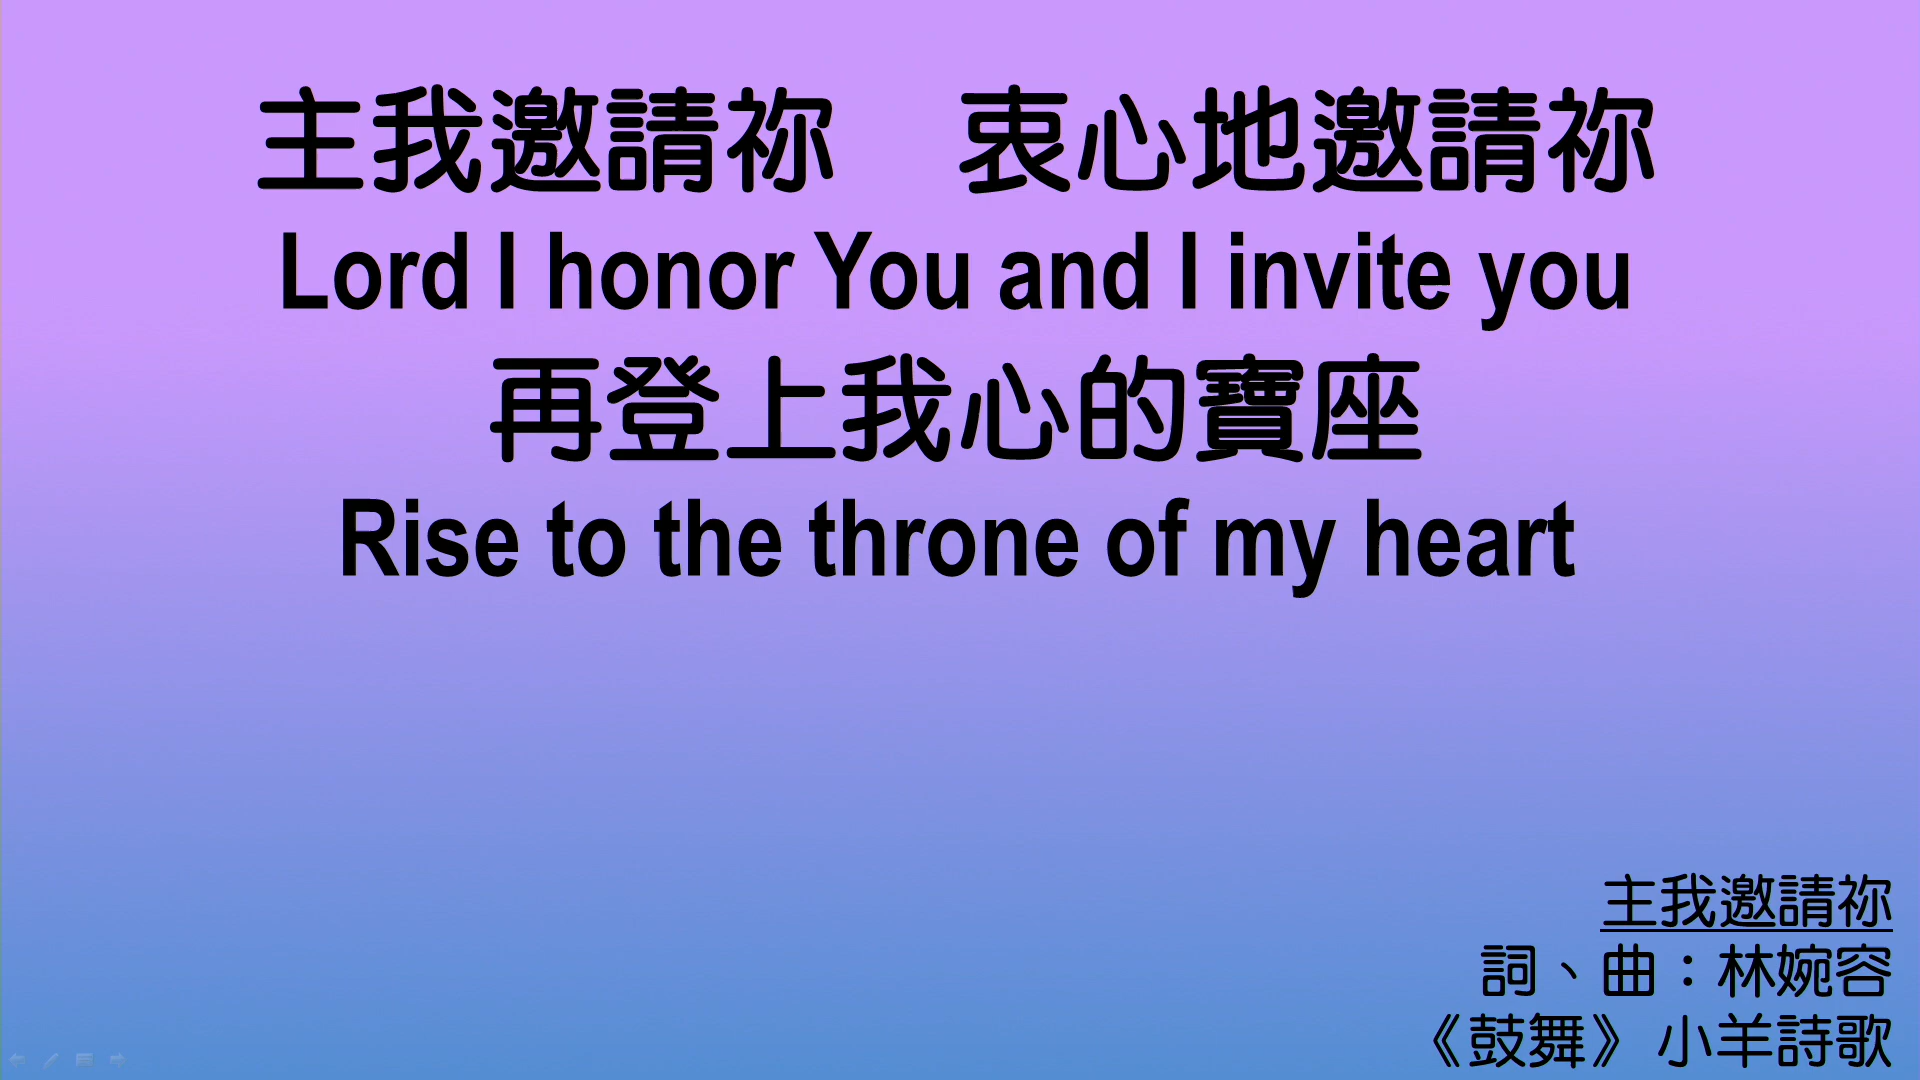 主我邀請祢　衷心地邀請祢
Lord I honor You and I invite you
再登上我心的寶座
Rise to the throne of my heart
主我邀請祢
詞、曲：林婉容
《鼓舞》小羊詩歌